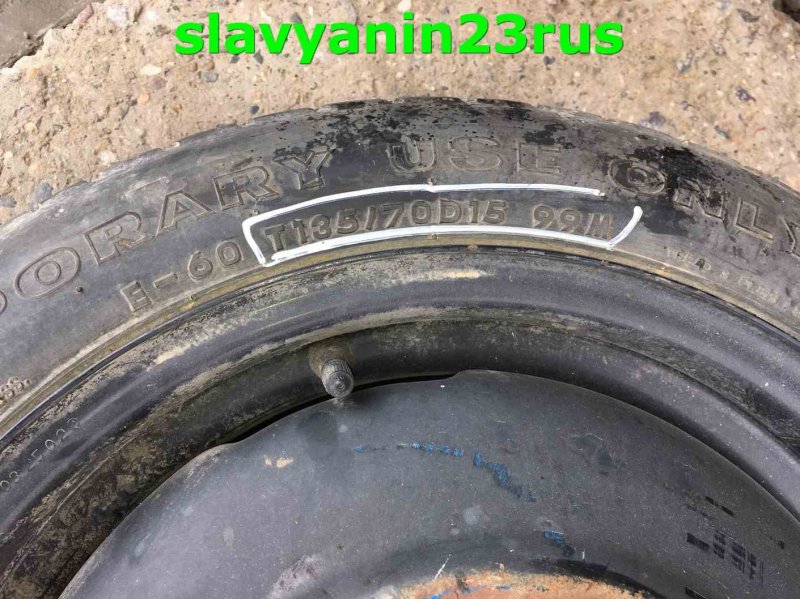 slavyanin23rus
ORARY USE ONLY
E-60 T135/70D15 99M